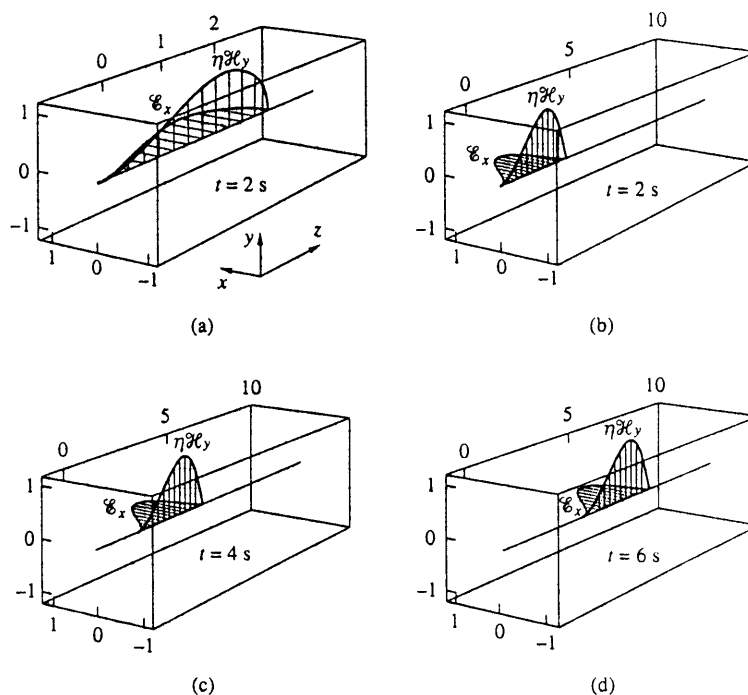 0 1 2
ηℋ_y
ℰ_x
1
0
−1
t = 2 s
1 0 −1
y z x
(a)
0 5 10
ηℋ_y
ℰ_x
1
0
−1
t = 2 s
1 0 −1
(b)
0 5 10
ηℋ_y
ℰ_x
1
0
−1
t = 4 s
1 0 −1
(c)
0 5 10
ηℋ_y
ℰ_x
1
0
−1
t = 6 s
1 0 −1
(d)